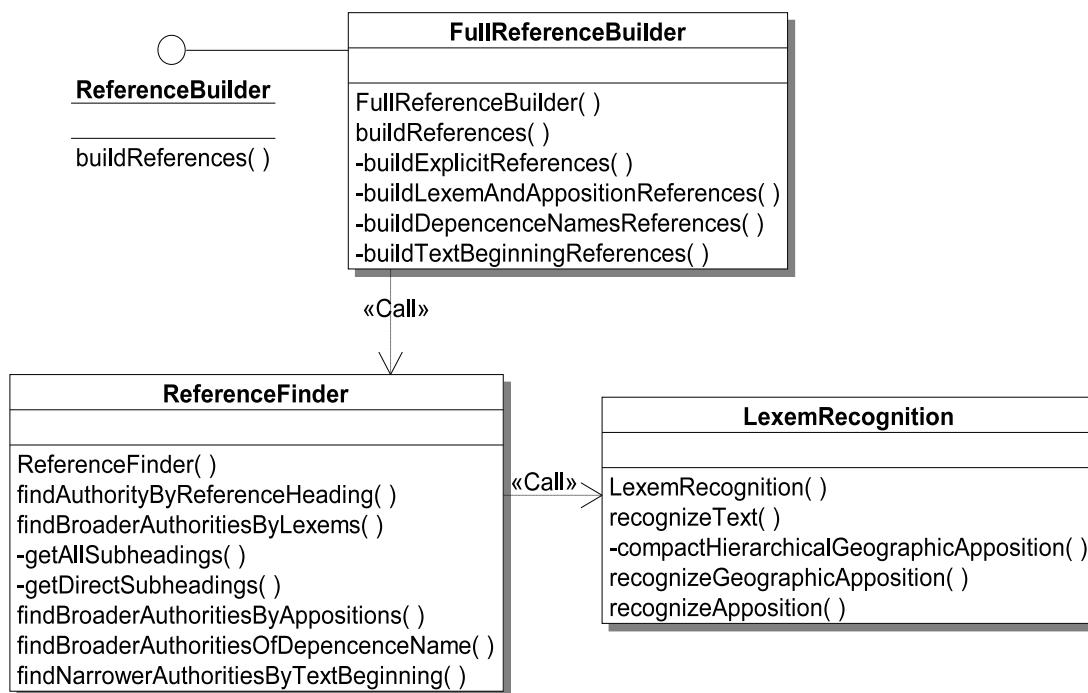 FullReferenceBuilder
ReferenceBuilder
buildReferences( )
FullReferenceBuilder( )
buildReferences( )
-buildExplicitReferences( )
-buildLexemAndAppositionReferences( )
-buildDepencenceNamesReferences( )
-buildTextBeginningReferences( )
«Call»
ReferenceFinder
ReferenceFinder( )
findAuthorityByReferenceHeading( )
findBroaderAuthoritiesByLexems( )
-getAllSubheadings( )
-getDirectSubheadings( )
findBroaderAuthoritiesByAppositions( )
findBroaderAuthoritiesOfDepencenceName( )
findNarrowerAuthoritiesByTextBeginning( )
«Call»
LexemRecognition
LexemRecognition( )
recognizeText( )
-compactHierarchicalGeographicApposition( )
recognizeGeographicApposition( )
recognizeApposition( )